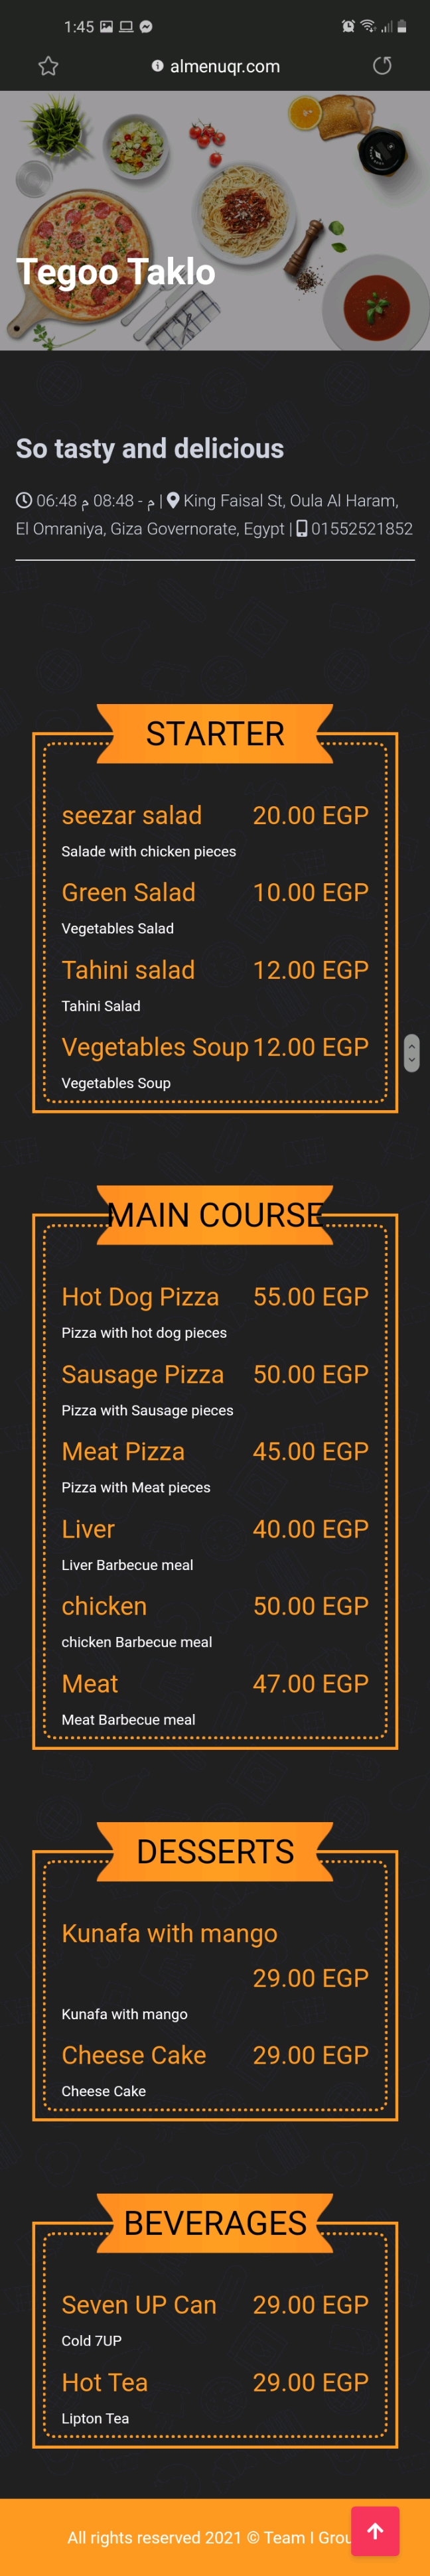 1:45
almenuqr.com
Tegoo Taklo
So tasty and delicious
06:48 م - 08:48 م | King Faisal St, Oula Al Haram,
El Omraniya, Giza Governorate, Egypt | 01552521852
STARTER
seezar salad 20.00 EGP
Salade with chicken pieces
Green Salad 10.00 EGP
Vegetables Salad
Tahini salad 12.00 EGP
Tahini Salad
Vegetables Soup 12.00 EGP
Vegetables Soup
MAIN COURSE
Hot Dog Pizza 55.00 EGP
Pizza with hot dog pieces
Sausage Pizza 50.00 EGP
Pizza with Sausage pieces
Meat Pizza 45.00 EGP
Pizza with Meat pieces
Liver 40.00 EGP
Liver Barbecue meal
chicken 50.00 EGP
chicken Barbecue meal
Meat 47.00 EGP
Meat Barbecue meal
DESSERTS
Kunafa with mango
29.00 EGP
Kunafa with mango
Cheese Cake 29.00 EGP
Cheese Cake
BEVERAGES
Seven UP Can 29.00 EGP
Cold 7UP
Hot Tea 29.00 EGP
Lipton Tea
All rights reserved 2021 © Team I Grou